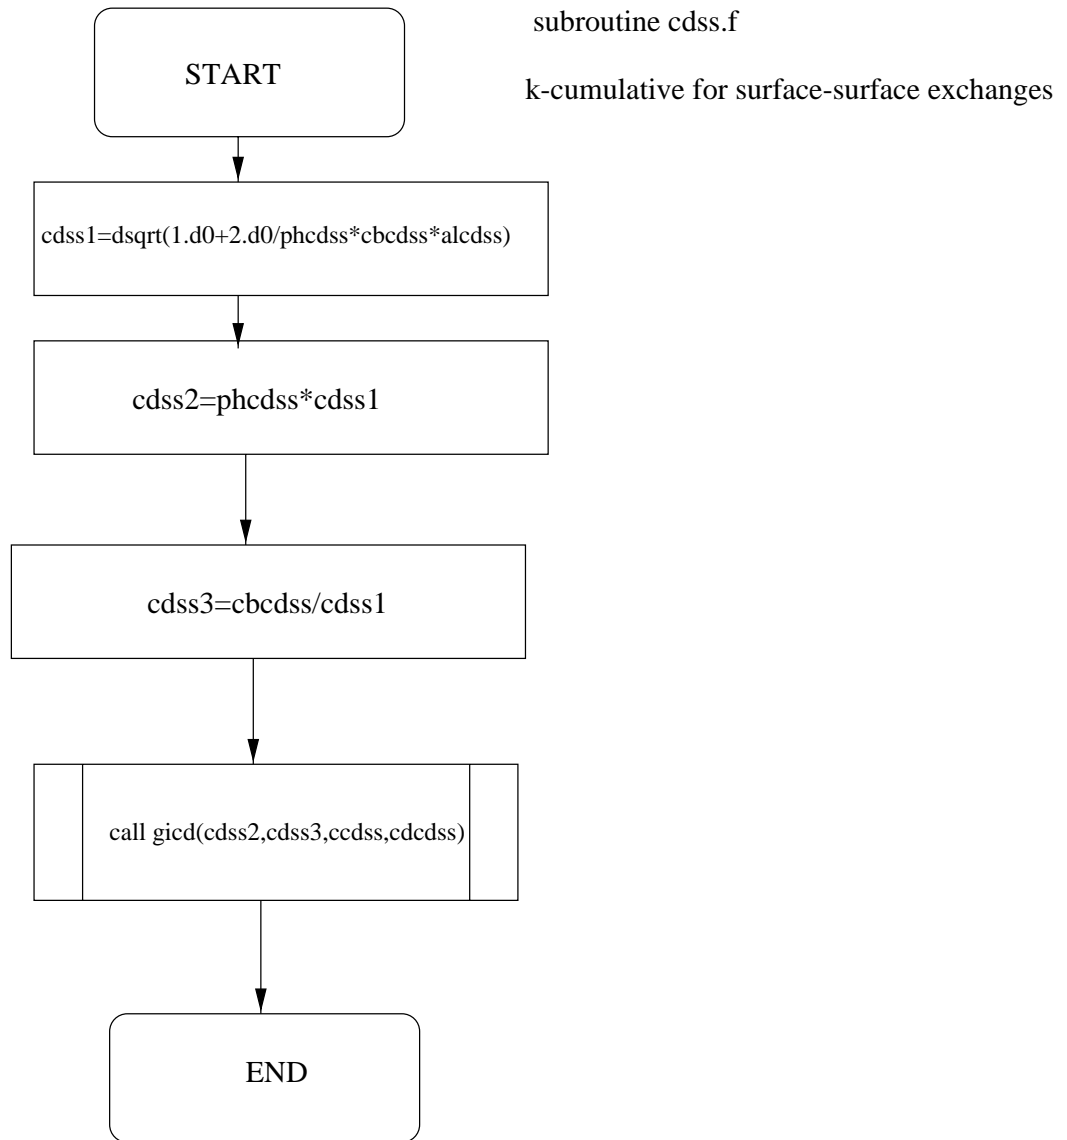 subroutine cdss.f
START
k-cumulative for surface-surface exchanges
cdss1=dsqrt(1.d0+2.d0/phcdss*cbcdss*alcdss)
cdss2=phcdss*cdss1
cdss3=cbcdss/cdss1
call gicd(cdss2,cdss3,ccdss,cdcdss)
END